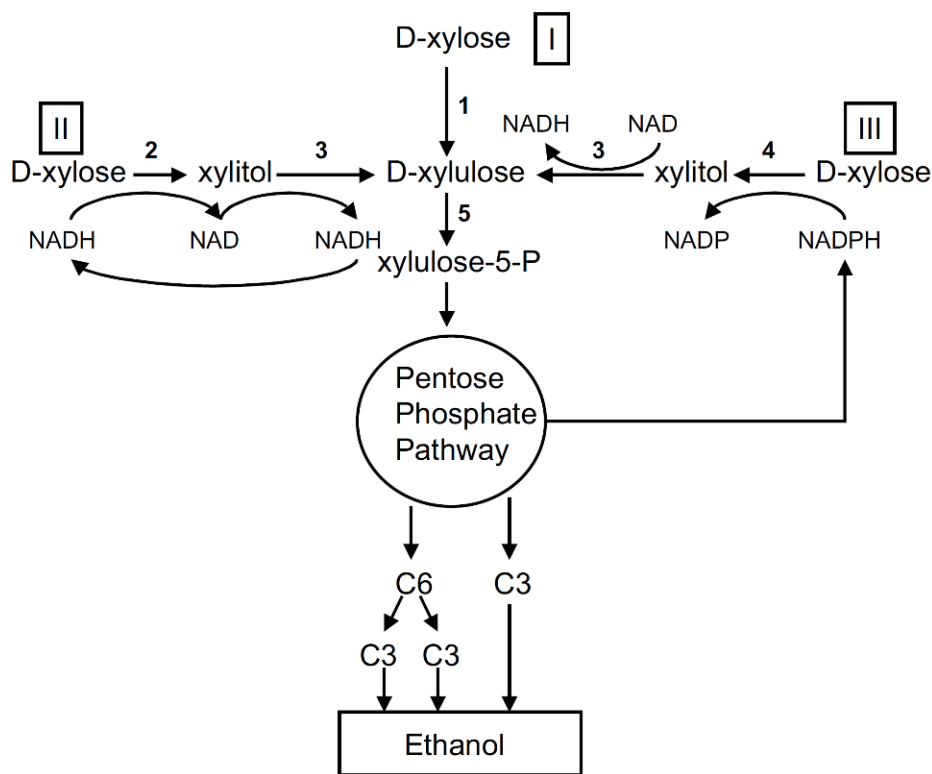 D-xylose I
1
II
NADH NAD
III
D-xylose 2 xylitol 3 D-xylulose 3 xylitol 4 D-xylose
5
NADH NAD NADH
NADP NADPH
xylulose-5-P
Pentose
Phosphate
Pathway
C6 C3
C3 C3
Ethanol